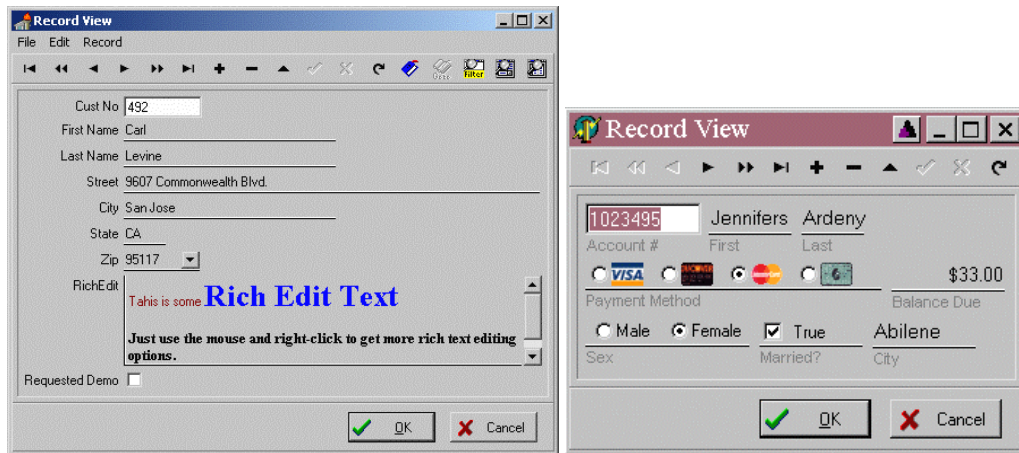 Record View
File Edit Record
Filter
Cust No 492
First Name Carl
Last Name Levine
Street 9607 Commonwealth Blvd.
City San Jose
State CA
Zip 95117
RichEdit
Tahis is some Rich Edit Text
Just use the mouse and right-click to get more rich text editing
options.
Requested Demo
OK Cancel
Record View
1023495 Jennifers Ardeny
Account # First Last
VISA $33.00
Payment Method Balance Due
Male Female True Abilene
Sex Married? City
OK Cancel